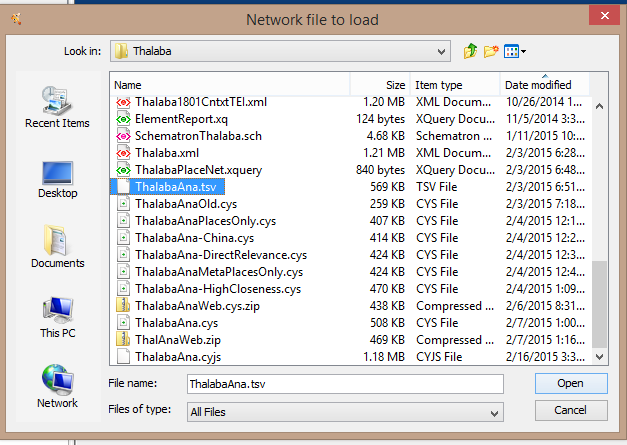 Network file to load
Look in: Thalaba
Name Size Item type Date modified
Thalaba1801CntxtTEI.xml 1.20 MB XML Docum... 10/26/2014 1...
ElementReport.xq 124 bytes XQuery Docu... 11/5/2014 3:3...
SchematronThalaba.sch 4.68 KB Schematron ... 1/11/2015 10:...
Thalaba.xml 1.21 MB XML Docum... 2/3/2015 6:28...
ThalabaPlaceNet.xquery 840 bytes XQuery Docu... 2/3/2015 6:48...
ThalabaAna.tsv 569 KB TSV File 2/3/2015 6:51...
ThalabaAnaOld.cys 259 KB CYS File 2/3/2015 7:18...
ThalabaAnaPlacesOnly.cys 407 KB CYS File 2/4/2015 12:1...
ThalabaAna-China.cys 414 KB CYS File 2/4/2015 12:2...
ThalabaAna-DirectRelevance.cys 424 KB CYS File 2/4/2015 12:3...
ThalabaAnaMetaPlacesOnly.cys 424 KB CYS File 2/4/2015 12:4...
ThalabaAna-HighCloseness.cys 470 KB CYS File 2/4/2015 1:09...
ThalabaAnaWeb.cys.zip 438 KB Compressed ... 2/6/2015 8:31...
ThalabaAna.cys 508 KB CYS File 2/7/2015 1:00...
ThalAnaWeb.zip 469 KB Compressed ... 2/7/2015 1:16...
ThalabaAna.cyjs 1.18 MB CYJS File 2/16/2015 3:3...
Recent Items
Desktop
Documents
This PC
Network
File name: ThalabaAna.tsv Open
Files of type: All Files Cancel